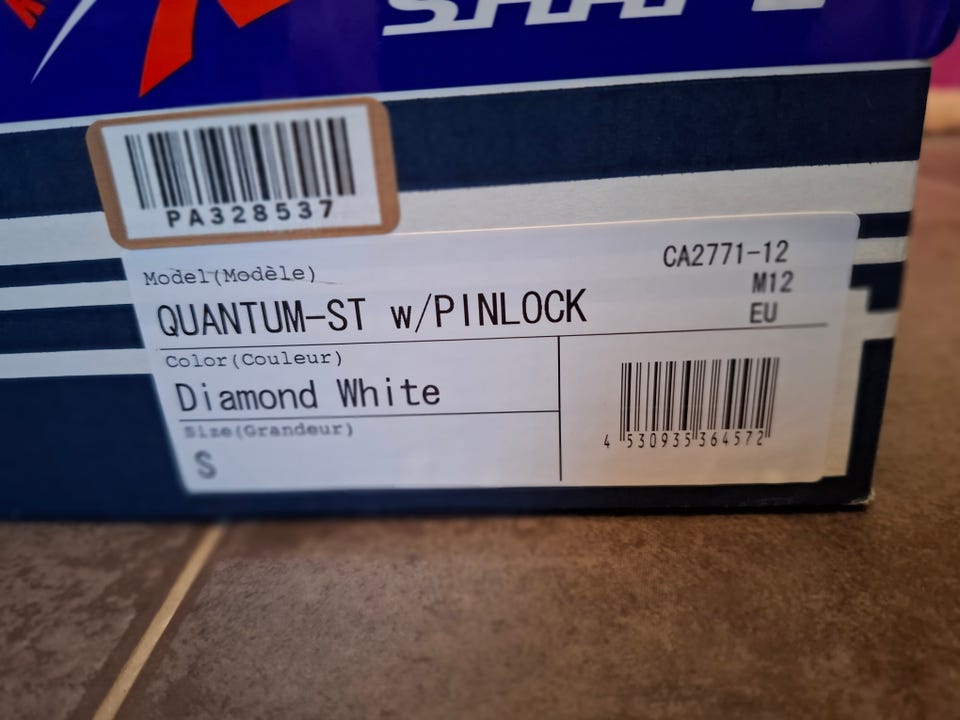 PA328537
Model(Modèle)
QUANTUM-ST w/PINLOCK
CA2771-12
M12
EU
Color(Couleur)
Diamond White
Size(Grandeur)
S
4 530935 364572